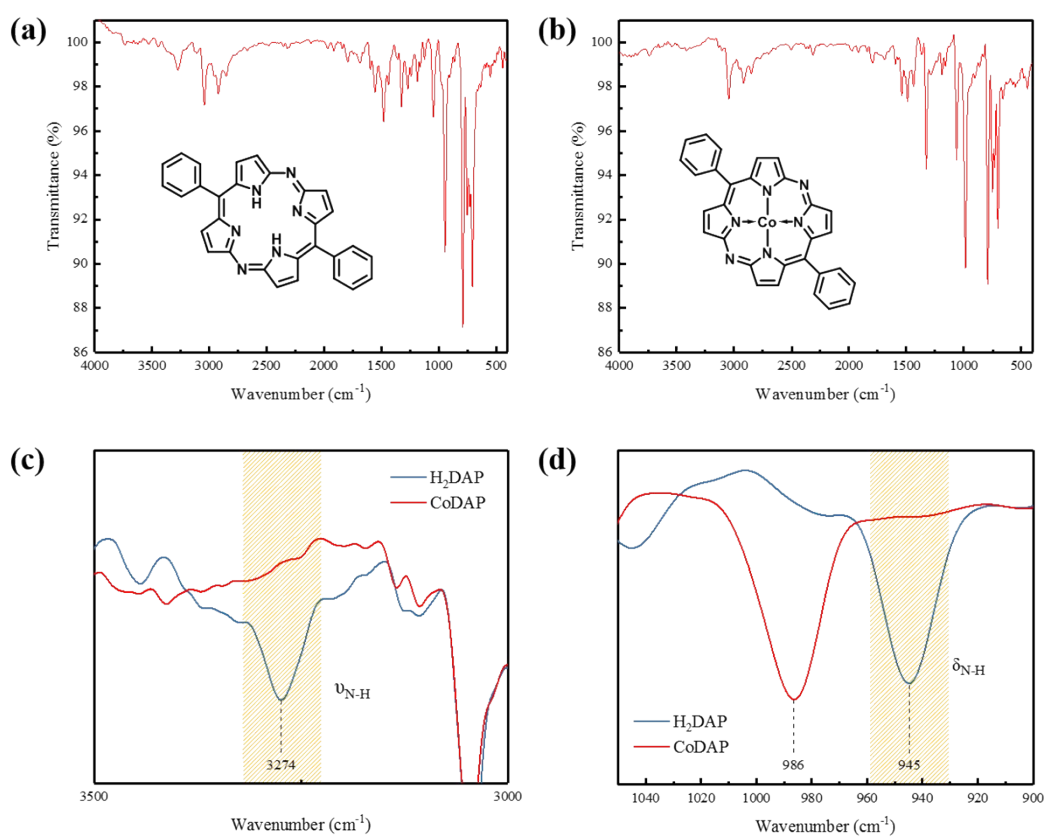 (a)
100
98
96
94
92
90
88
86
Transmittance (%)
4000 3500 3000 2500 2000 1500 1000 500
Wavenumber (cm⁻¹)
N
H
N
N
N
H
N
N
(b)
100
98
96
94
92
90
88
86
Transmittance (%)
4000 3500 3000 2500 2000 1500 1000 500
Wavenumber (cm⁻¹)
N
N
N Co N
N
N
(c)
H₂DAP
CoDAP
υN-H
3274
3500 3000
Wavenumber (cm⁻¹)
(d)
δN-H
H₂DAP
CoDAP
986 945
1040 1020 1000 980 960 940 920 900
Wavenumber (cm⁻¹)